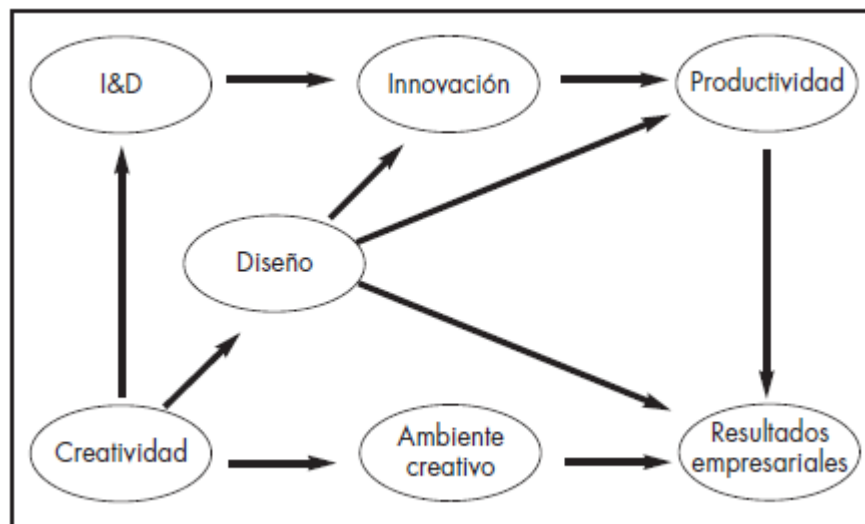 I&D
Innovación
Productividad
Diseño
Creatividad
Ambiente
creativo
Resultados
empresariales